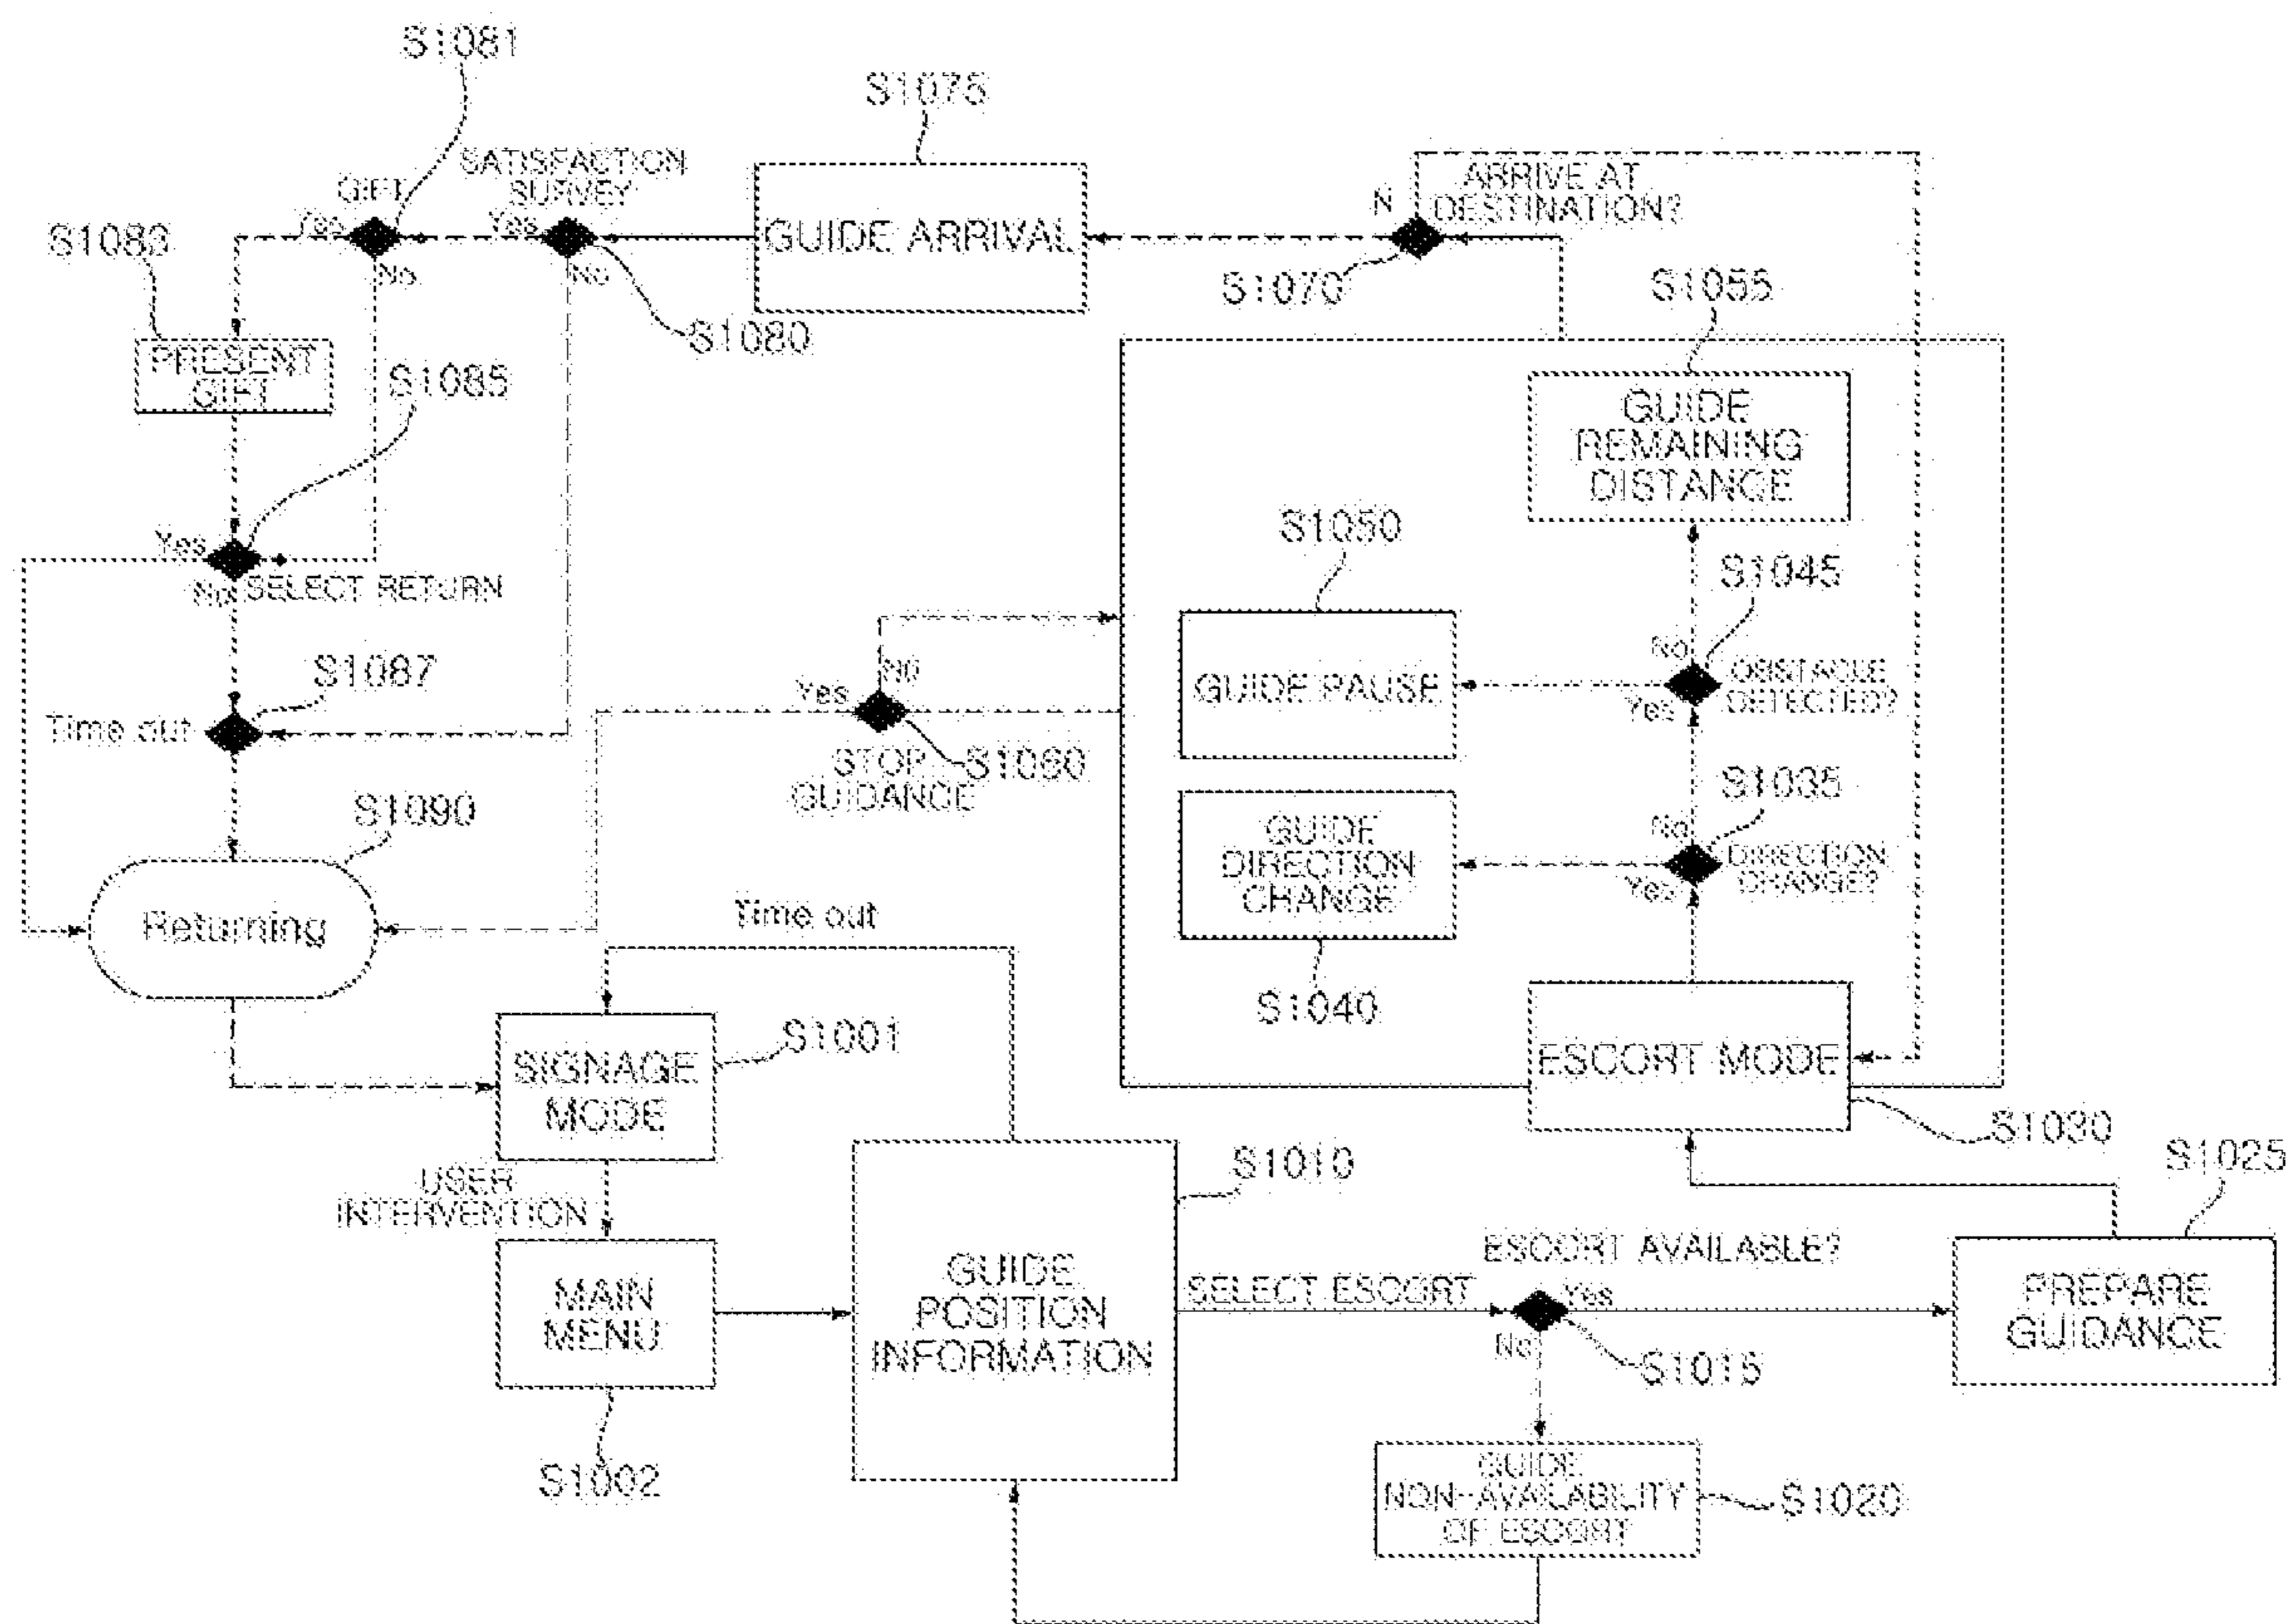 S1081
S1075
SATISFACTION
SURVEY
GIFT
Yes
Yes
No
No
S1083
GUIDE ARRIVAL
N
ARRIVE AT
DESTINATION?
S1070
S1055
S1080
PRESENT
GIFT
S1085
GUIDE
REMAINING
DISTANCE
S1050
S1045
Yes
No
SELECT RETURN
No
Yes
OBSTACLE
DETECTED?
GUIDE PAUSE
S1087
Time out
Yes
No
STOP
GUIDANCE
S1060
S1035
No
Yes
DIRECTION
CHANGE?
GUIDE
DIRECTION
CHANGE
S1090
Returning
Time out
S1040
S1001
SIGNAGE
MODE
ESCORT MODE
S1030
USER
INTERVENTION
S1010
S1025
MAIN
MENU
GUIDE
POSITION
INFORMATION
ESCORT AVAILABLE?
SELECT ESCORT
Yes
No
S1015
PREPARE
GUIDANCE
S1002
GUIDE
NON-AVAILABILITY
OF ESCORT
S1020